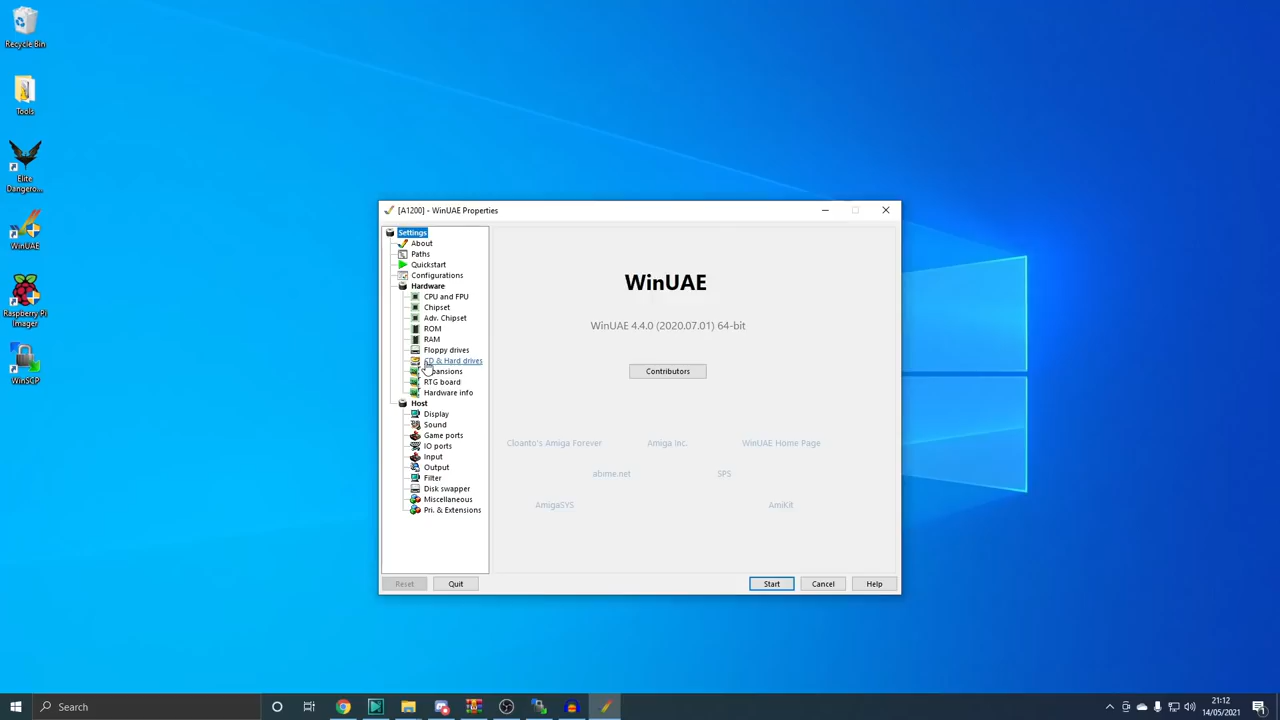 Recycle Bin
Tools
Elite
Dangero...
WinUAE
Raspberry Pi
Imager
WinSCP
[A1200] - WinUAE Properties
Settings
About
Paths
Quickstart
Configurations
Hardware
CPU and FPU
Chipset
Adv. Chipset
ROM
RAM
Floppy drives
CD & Hard drives
pansions
RTG board
Hardware info
Host
Display
Sound
Game ports
IO ports
Input
Output
Filter
Disk swapper
Miscellaneous
Pri. & Extensions
WinUAE
WinUAE 4.4.0 (2020.07.01) 64-bit
Contributors
Cloanto's Amiga Forever Amiga Inc. WinUAE Home Page
abime.net SPS
AmigaSYS AmiKit
Reset Quit Start Cancel Help
Search
21:12
14/05/2021